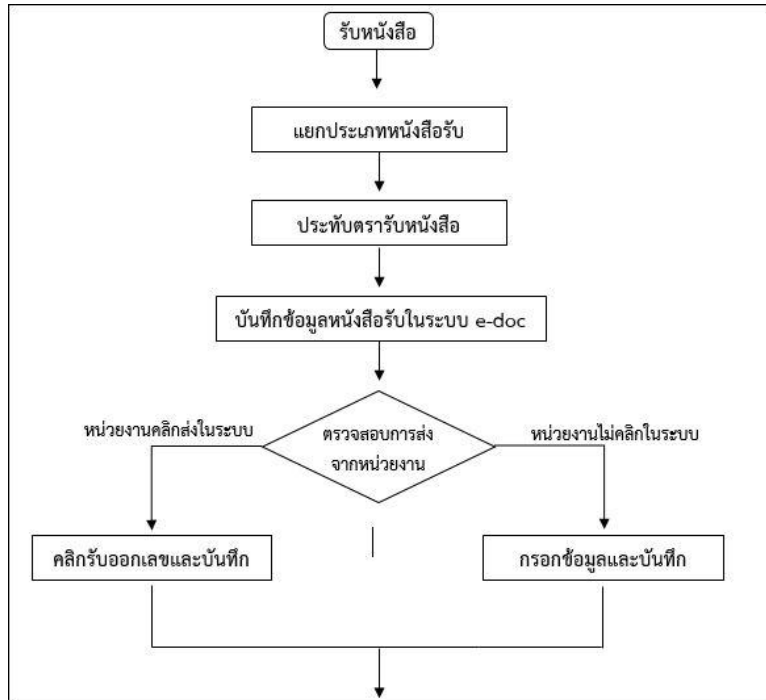 รับหนังสือ
แยกประเภทหนังสือรับ
ประทับตรารับหนังสือ
บันทึกข้อมูลหนังสือรับในระบบ e-doc
หน่วยงานคลิกส่งในระบบ
ตรวจสอบการส่ง
จากหน่วยงาน
หน่วยงานไม่คลิกในระบบ
คลิกรับออกเลขและบันทึก
กรอกข้อมูลและบันทึก